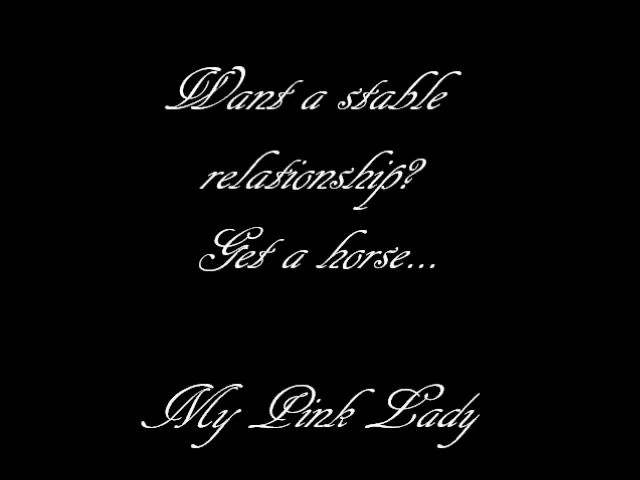 Want a stable
relationship?
Get a horse...
My Pink Lady